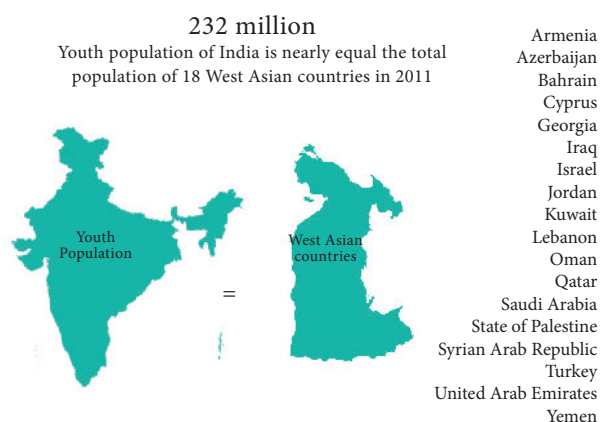 232 million
Youth population of India is nearly equal the total
population of 18 West Asian countries in 2011
Youth
Population
=
West Asian
countries
Armenia
Azerbaijan
Bahrain
Cyprus
Georgia
Iraq
Israel
Jordan
Kuwait
Lebanon
Oman
Qatar
Saudi Arabia
State of Palestine
Syrian Arab Republic
Turkey
United Arab Emirates
Yemen